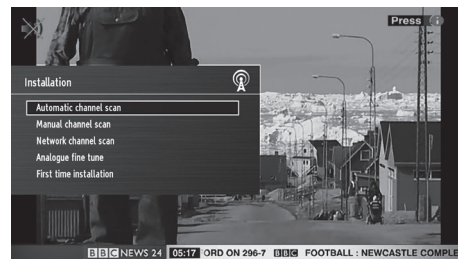 Press i
Installation
Automatic channel scan
Manual channel scan
Network channel scan
Analogue fine tune
First time installation
BBC NEWS 24 05:17 ORD ON 296-7 BBC FOOTBALL : NEWCASTLE COMPLE